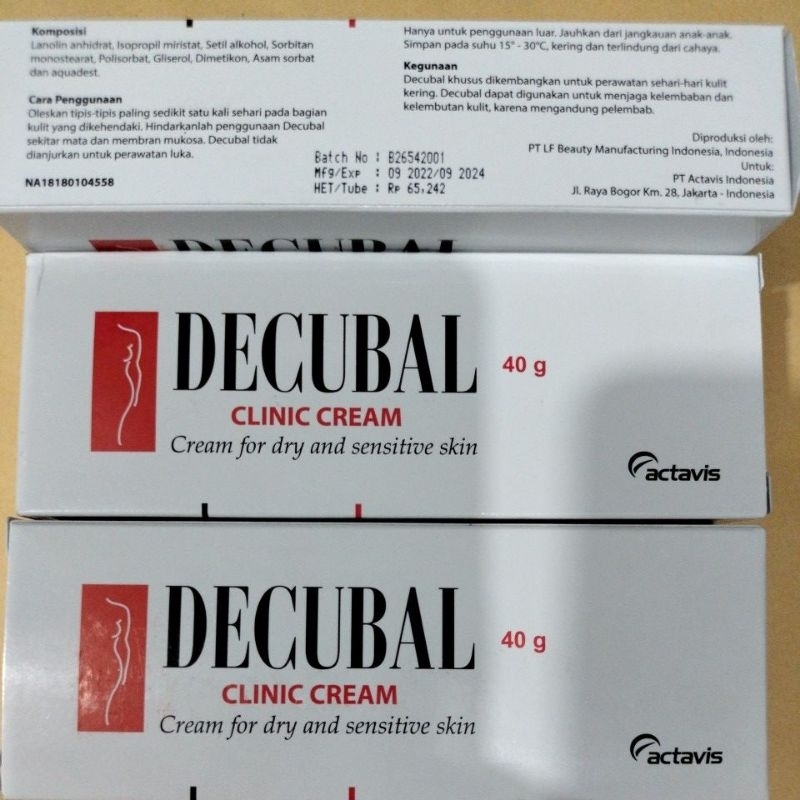 Komposisi
Lanolin anhidrat, Isopropil miristat, Setil alkohol, Sorbitan
monostearat, Polisorbat, Gliserol, Dimetikon, Asam sorbat
dan aquadest.
Cara Penggunaan
Oleskan tipis-tipis paling sedikit satu kali sehari pada bagian
kulit yang dikehendaki. Hindarkanlah penggunaan Decubal
sekitar mata dan membran mukosa. Decubal tidak
dianjurkan untuk perawatan luka.
NA18180104558
Batch No : B26542001
Mfg/Exp : 09 2022/09 2024
HET/Tube : Rp 65,242
Hanya untuk penggunaan luar. Jauhkan dari jangkauan anak-anak.
Simpan pada suhu 15° - 30°C, kering dan terlindung dari cahaya.
Kegunaan
Decubal khusus dikembangkan untuk perawatan sehari-hari kulit
kering. Decubal dapat digunakan untuk menjaga kelembaban dan
kelembutan kulit, karena mengandung pelembab.
Diproduksi oleh:
PT LF Beauty Manufacturing Indonesia, Indonesia
Untuk:
PT Actavis Indonesia
Jl. Raya Bogor Km. 28, Jakarta - Indonesia
DECUBAL
DECUBAL
40 g
CLINIC CREAM
Cream for dry and sensitive skin
actavis
DECUBAL
40 g
CLINIC CREAM
Cream for dry and sensitive skin
actavis